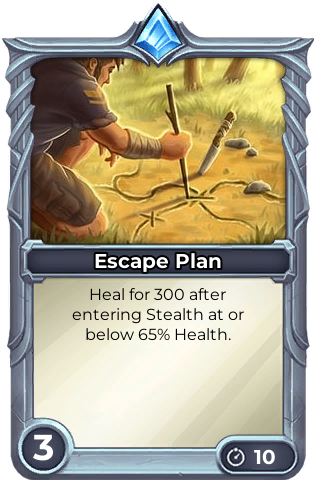 Escape Plan
Heal for 300 after
entering Stealth at or
below 65% Health.
3
10